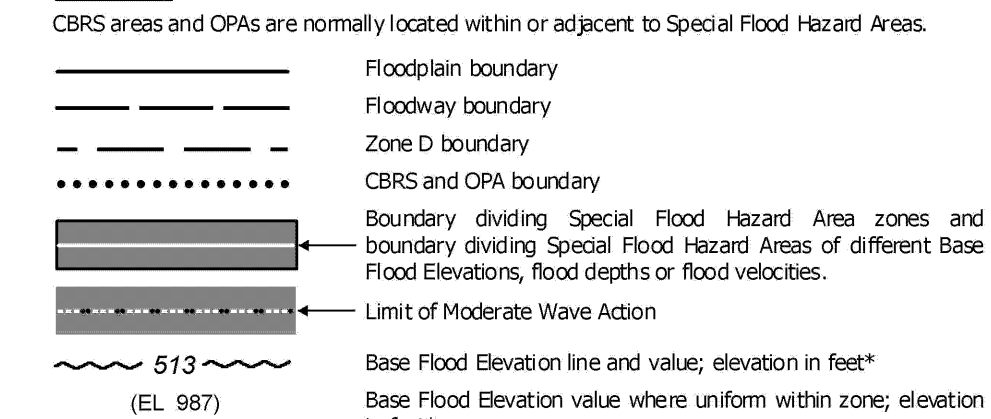 CBRS areas and OPAs are normally located within or adjacent to Special Flood Hazard Areas.
Floodplain boundary
Floodway boundary
Zone D boundary
CBRS and OPA boundary
Boundary dividing Special Flood Hazard Area zones and
boundary dividing Special Flood Hazard Areas of different Base
Flood Elevations, flood depths or flood velocities.
Limit of Moderate Wave Action
513 Base Flood Elevation line and value; elevation in feet*
(EL 987) Base Flood Elevation value where uniform within zone; elevation